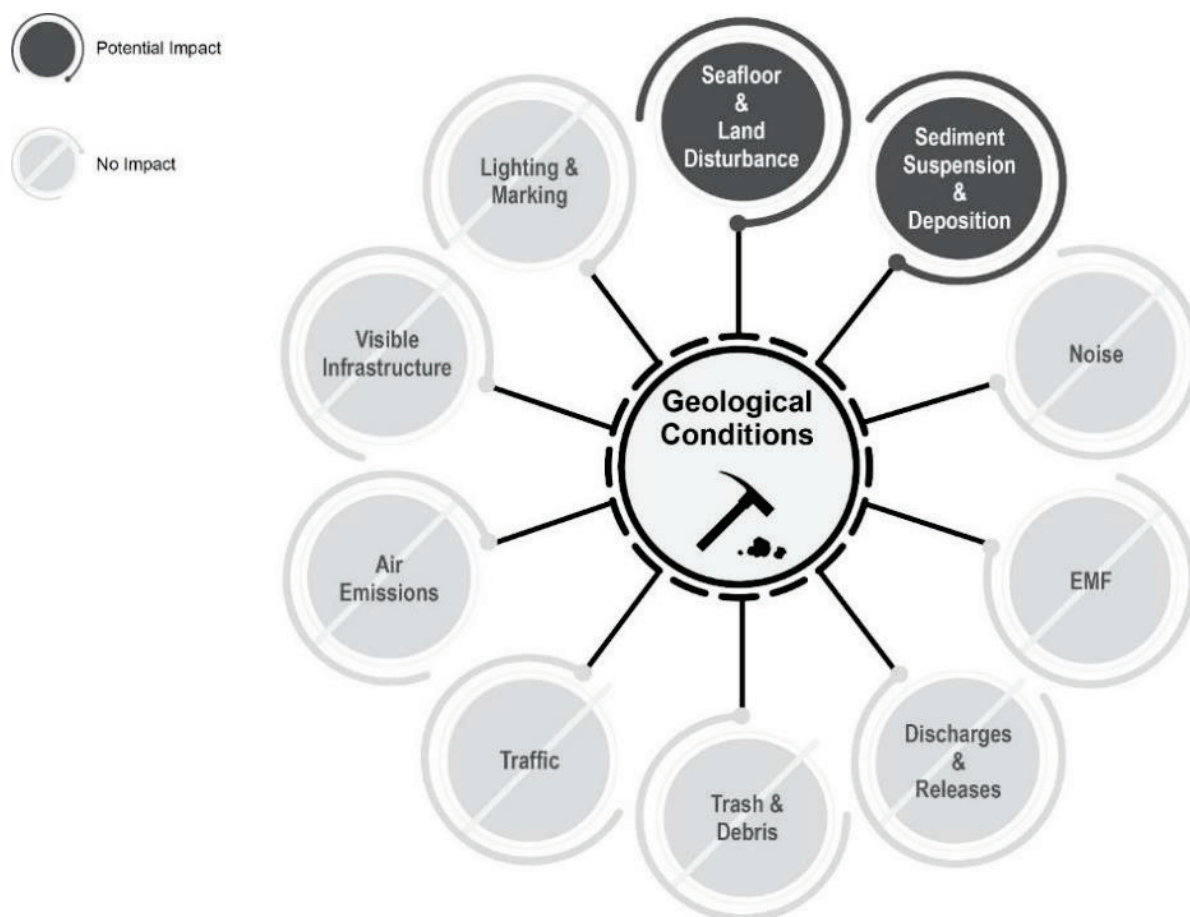 Potential Impact
No Impact
Seafloor
&
Land
Disturbance
Sediment
Suspension
&
Deposition
Noise
EMF
Discharges
&
Releases
Trash &
Debris
Traffic
Air
Emissions
Visible
Infrastructure
Lighting &
Marking
Geological
Conditions